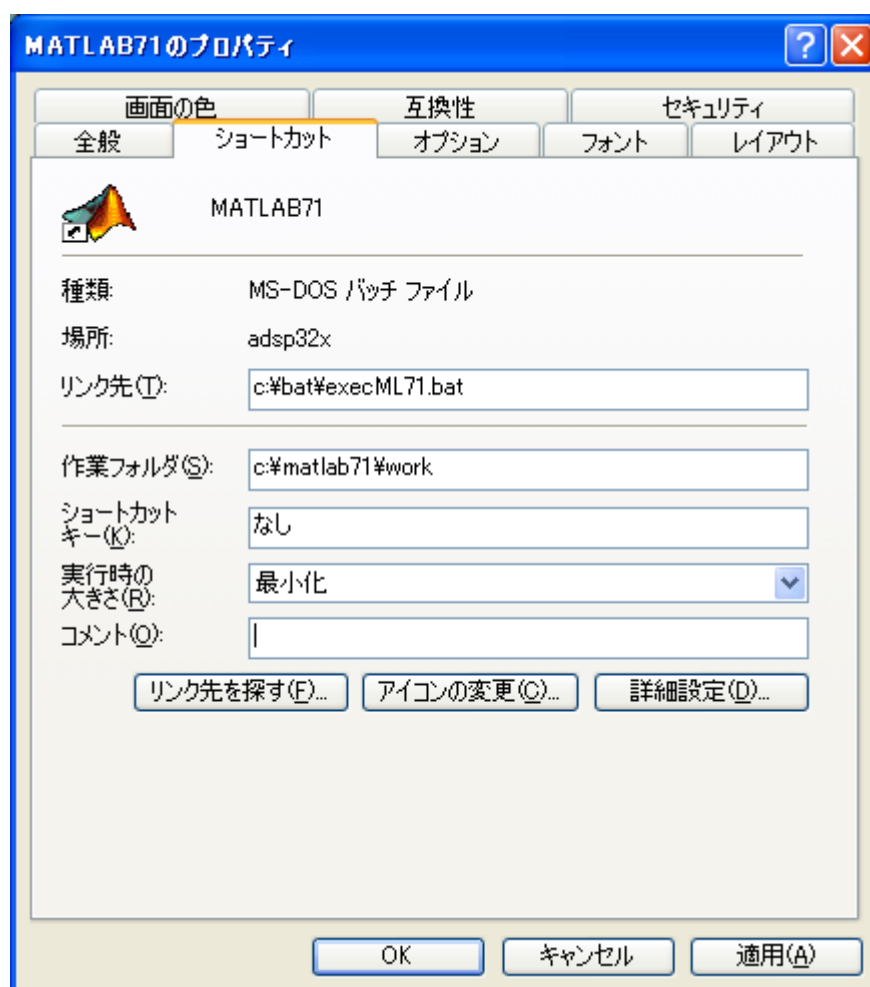 MATLAB71のプロパティ
画面の色 互換性 セキュリティ
全般 ショートカット オプション フォント レイアウト
MATLAB71
種類: MS-DOS バッチ ファイル
場所: adsp32x
リンク先(T): c:¥bat¥execML71.bat
作業フォルダ(S): c:¥matlab71¥work
ショートカット
キー(K): なし
実行時の
大きさ(R): 最小化
コメント(O):
リンク先を探す(F)... アイコンの変更(C)... 詳細設定(D)...
OK キャンセル 適用(A)